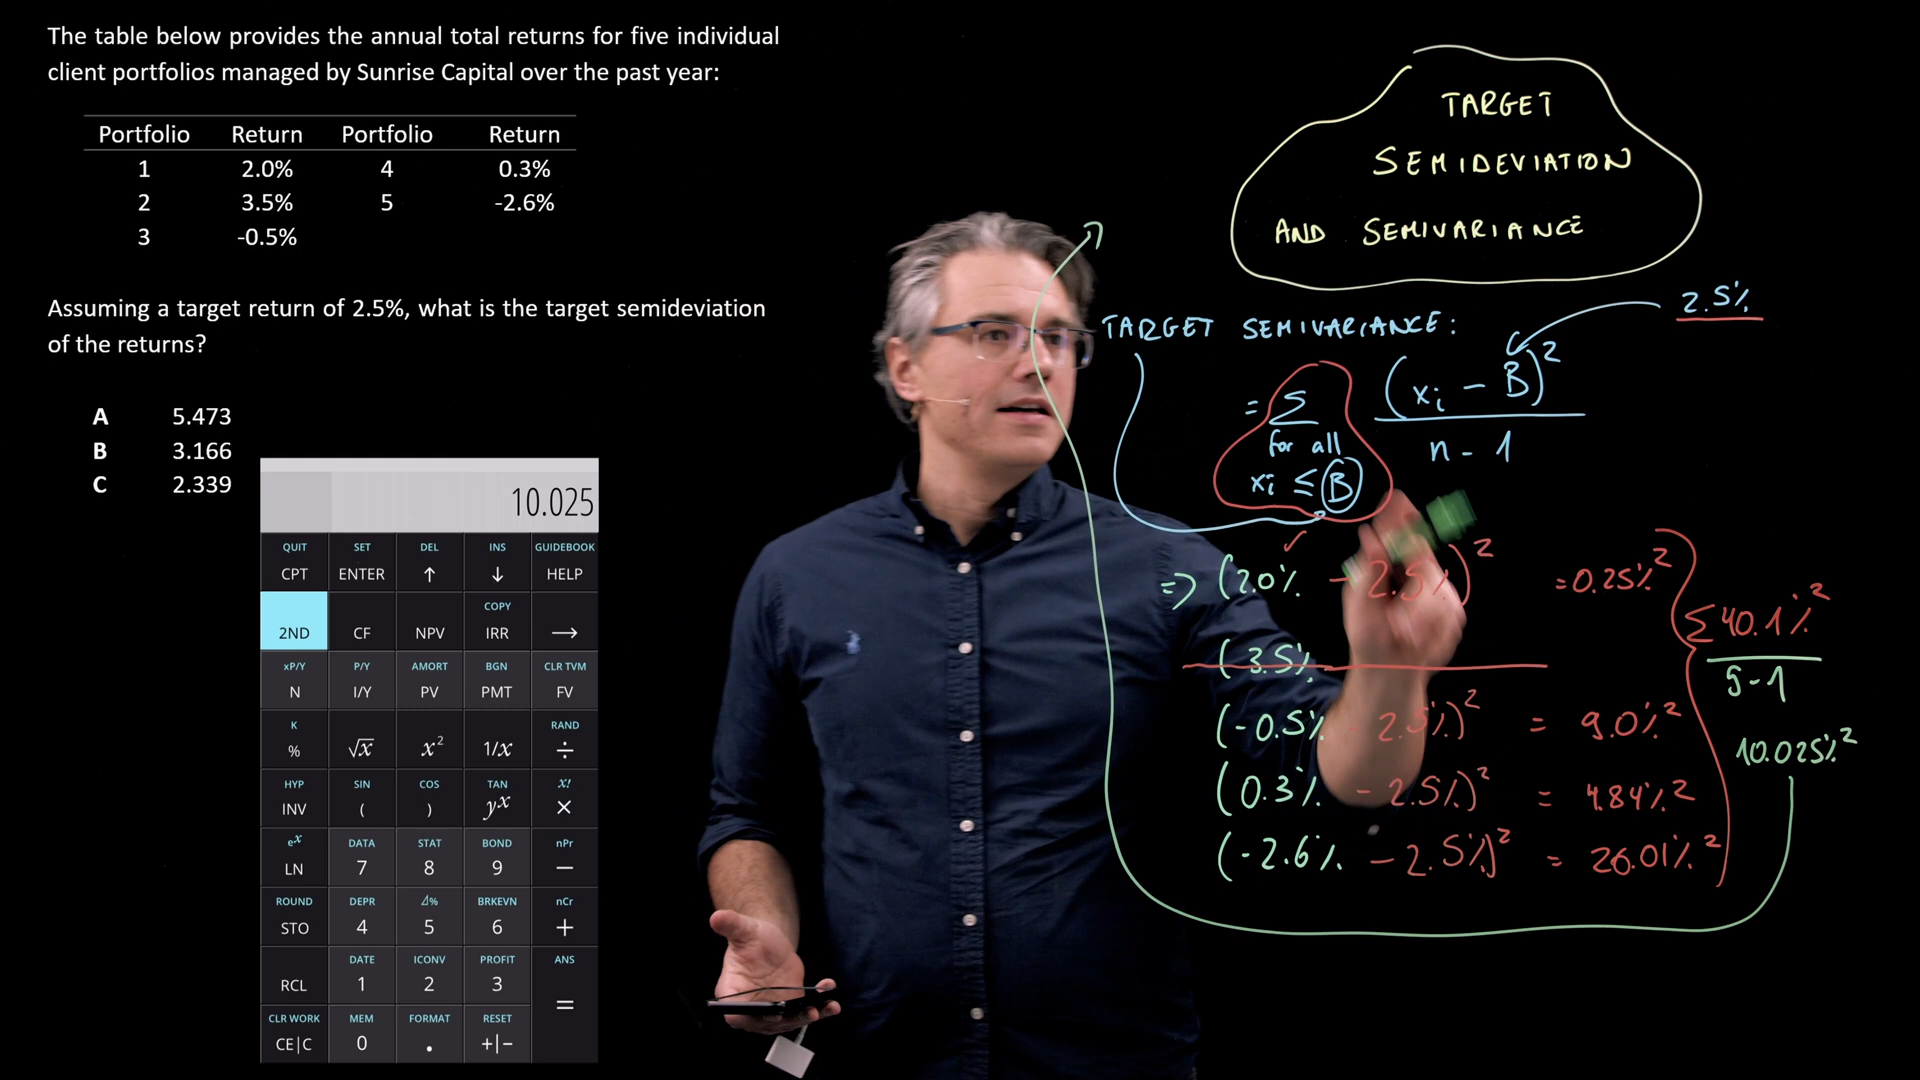 The table below provides the annual total returns for five individual
client portfolios managed by Sunrise Capital over the past year:
Portfolio Return Portfolio Return
1 2.0% 4 0.3%
2 3.5% 5 -2.6%
3 -0.5%
Assuming a target return of 2.5%, what is the target semideviation
of the returns?
A 5.473
B 3.166
C 2.339
10.025
QUIT SET DEL INS GUIDEBOOK
CPT ENTER ↑ ↓ HELP
COPY
2ND CF NPV IRR →
xP/Y P/Y AMORT BGN CLR TVM
N I/Y PV PMT FV
K RAND
% √x x² 1/x ÷
HYP SIN COS TAN x!
INV ( ) yˣ ×
eˣ DATA STAT BOND nPr
LN 7 8 9 −
ROUND DEPR Δ% BRKEVN nCr
STO 4 5 6 +
DATE ICONV PROFIT ANS
RCL 1 2 3 =
CLR WORK MEM FORMAT RESET
CE|C 0 . +|−
TARGET
SEMIDEVIATION
AND SEMIVARIANCE
2.5%
TARGET SEMIVARIANCE:
= Σ (xi − B)²
for all n - 1
xi ≤ B
=> (2.0% − 2.5%)² = 0.25%²
(3.5%
(-0.5% 2.5%)² = 9.0%²
(0.3% − 2.5%)² = 4.84%²
(-2.6% − 2.5%)² = 26.01%²
Σ 40.1%²
5-1
10.025%²